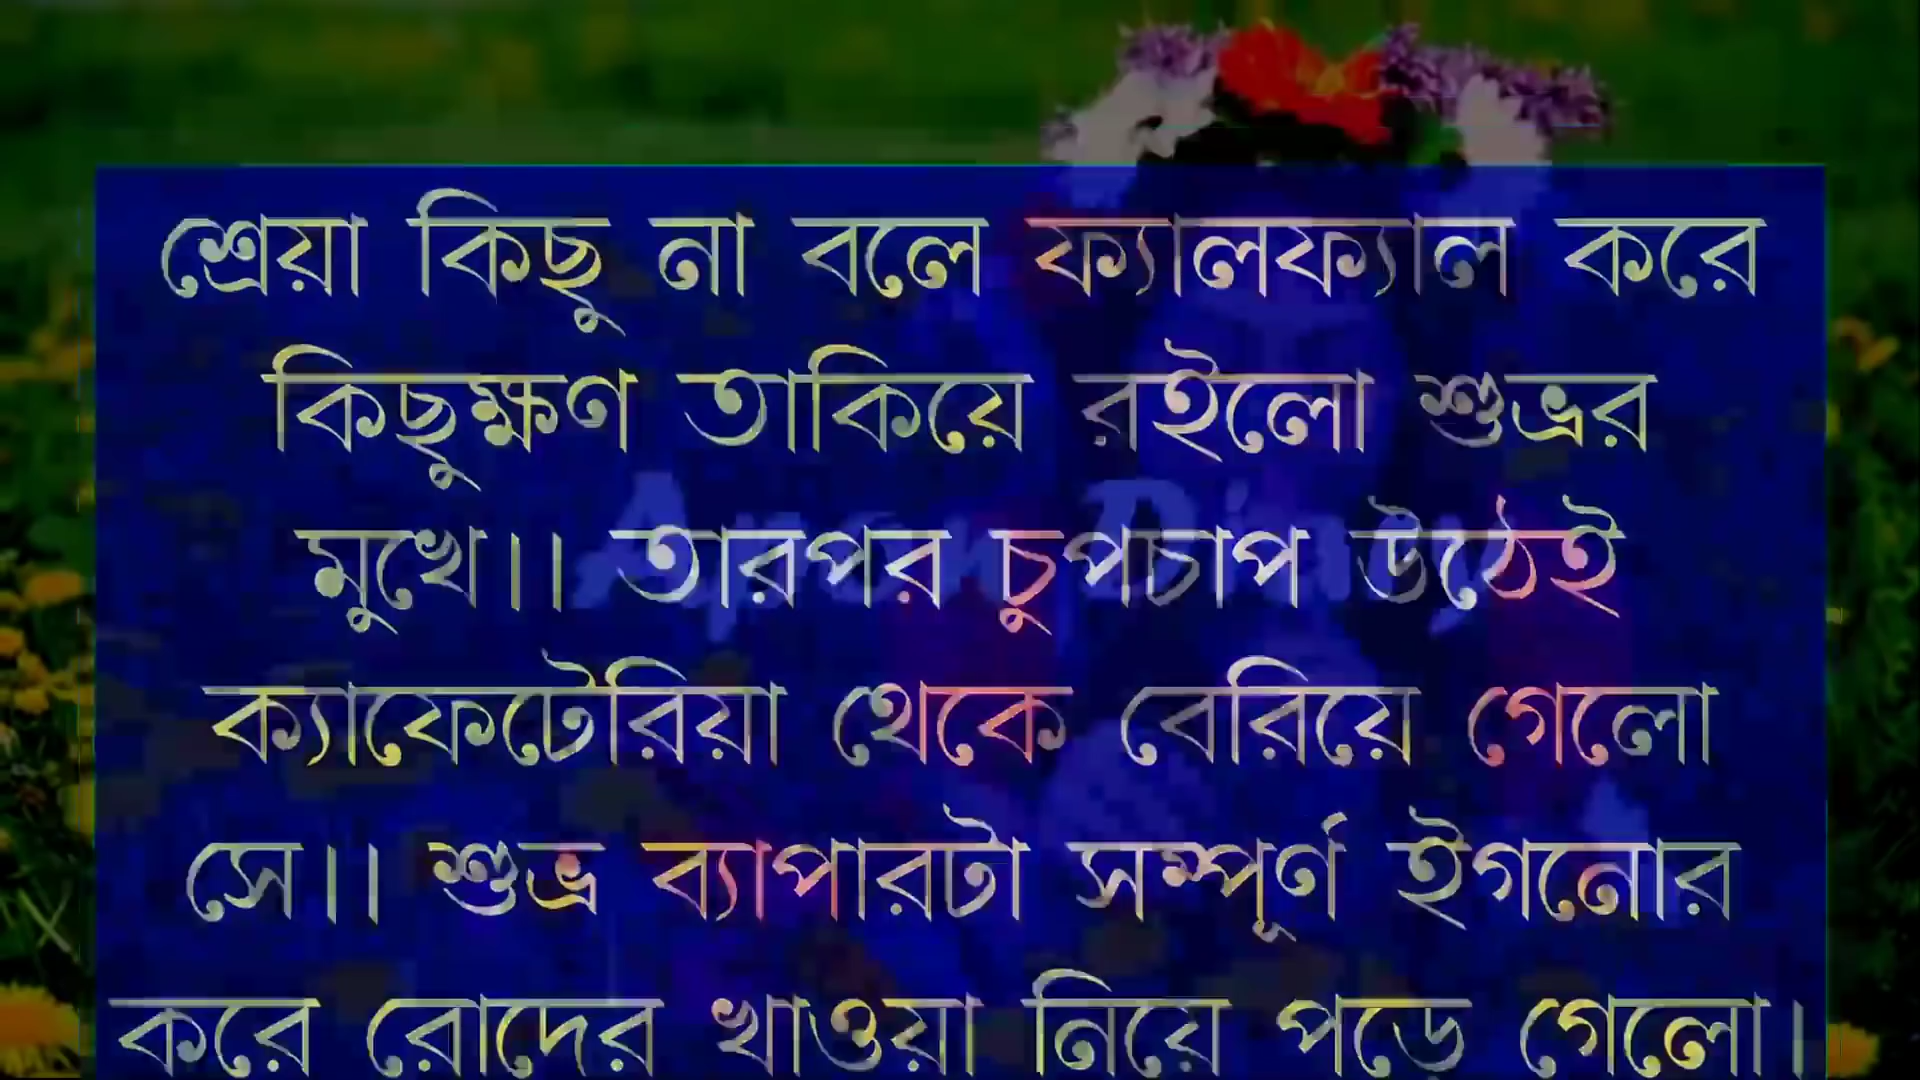 শ্রেয়া কিছু না বলে ফ্যালফ্যাল করে
কিছুক্ষণ তাকিয়ে রইলো শুভ্রর
মুখে।। তারপর চুপচাপ উঠেই
ক্যাফেটেরিয়া থেকে বেরিয়ে গেলো
সে।। শুভ্র ব্যাপারটা সম্পূর্ণ ইগনোর
করে রোদের খাওয়া নিয়ে পড়ে গেলো।